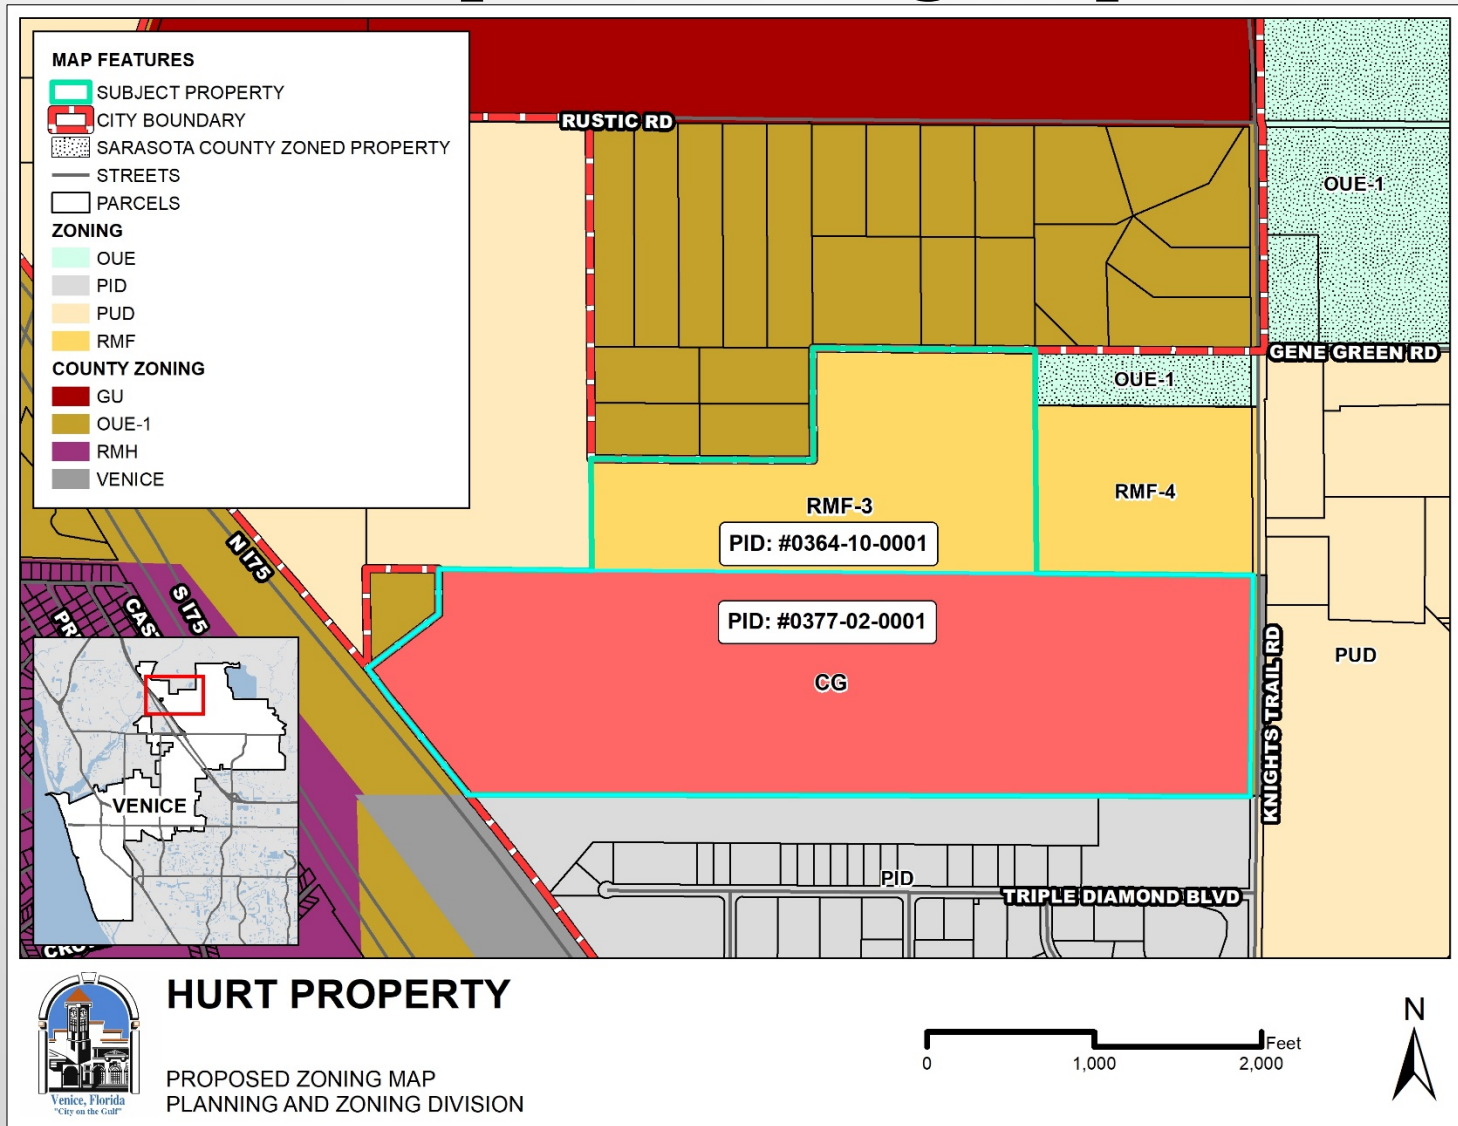 MAP FEATURES
SUBJECT PROPERTY
CITY BOUNDARY
SARASOTA COUNTY ZONED PROPERTY
STREETS
PARCELS
ZONING
OUE
PID
PUD
RMF
COUNTY ZONING
GU
OUE-1
RMH
VENICE
RUSTIC RD
OUE-1
GENE GREEN RD
OUE-1
RMF-4
RMF-3
PID: #0364-10-0001
N I75
S I75
PID: #0377-02-0001
CG
PUD
KNIGHTS TRAIL RD
VENICE
PID
TRIPLE DIAMOND BLVD
HURT PROPERTY
PROPOSED ZONING MAP
PLANNING AND ZONING DIVISION
Venice, Florida
"City on the Gulf"
0 1,000 2,000 Feet
N